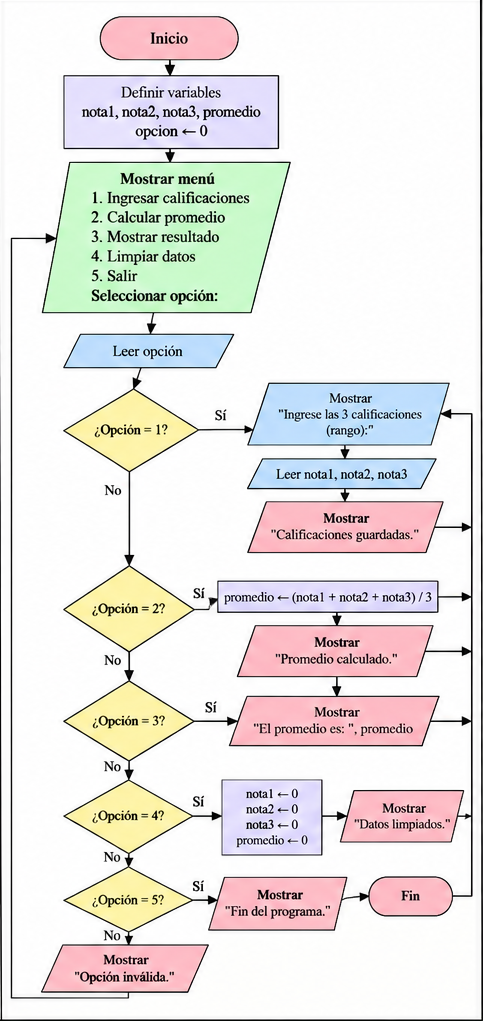 Inicio
Definir variables
nota1, nota2, nota3, promedio
opcion ← 0
Mostrar menú
1. Ingresar calificaciones
2. Calcular promedio
3. Mostrar resultado
4. Limpiar datos
5. Salir
Seleccionar opción:
Leer opción
¿Opción = 1?
Sí
Mostrar
"Ingrese las 3 calificaciones
(rango):"
Leer nota1, nota2, nota3
Mostrar
"Calificaciones guardadas."
No
¿Opción = 2?
Sí
promedio ← (nota1 + nota2 + nota3) / 3
Mostrar
"Promedio calculado."
No
¿Opción = 3?
Sí
Mostrar
"El promedio es: ", promedio
No
¿Opción = 4?
Sí
nota1 ← 0
nota2 ← 0
nota3 ← 0
promedio ← 0
Mostrar
"Datos limpiados."
No
¿Opción = 5?
Sí
Mostrar
"Fin del programa."
Fin
No
Mostrar
"Opción inválida."